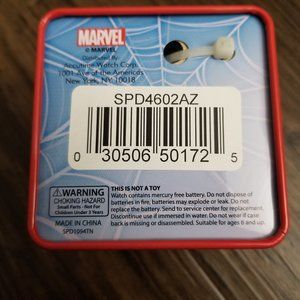 MARVEL
© MARVEL
Distributed By
Accutime Watch Corp.
1001 Ave of the Americas
New York, NY 10018
SPD4602AZ
0 30506 50172 5
WARNING
CHOKING HAZARD
Small Parts - Not For
Children Under 3 Years
MADE IN CHINA
SPD1094TN
THIS IS NOT A TOY
Watch contains mercury free battery. Do not dispose of
batteries in fire, batteries may explode or leak. Do not
replace the battery. Send to service center for replacement.
Discontinue use if immersed in water. Do not wear if case
back is missing or disassembled. Suitable for ages 6 and up.